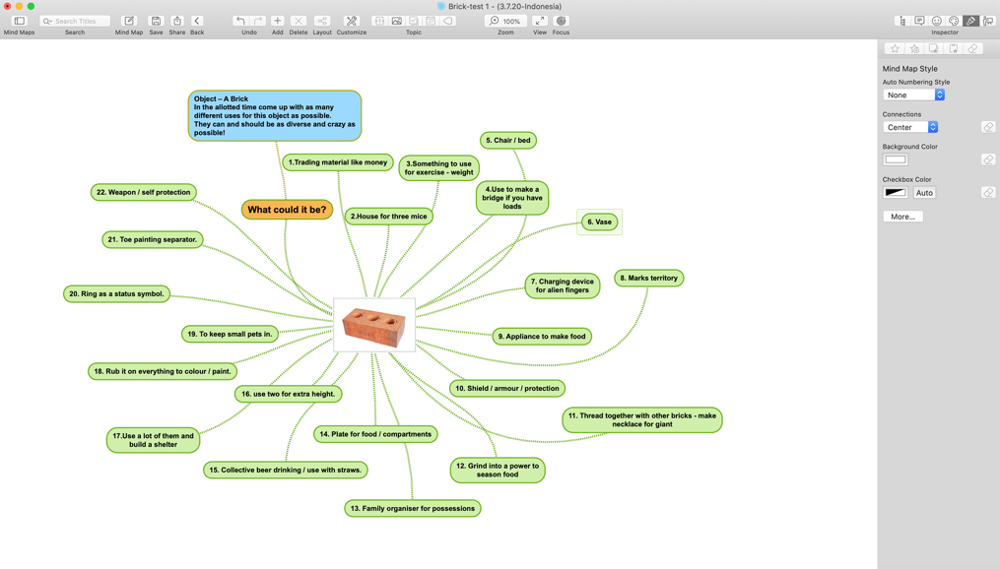 Brick-test 1 - (3.7.20-Indonesia)
Search Titles
100%
Mind Maps
Search
Mind Map
Save
Share
Back
Undo
Add
Delete
Layout
Customize
Topic
Zoom
View
Focus
Inspector
Object – A Brick
In the allotted time come up with as many
different uses for this object as possible.
They can and should be as diverse and crazy as
possible!
What could it be?
1.Trading material like money
2.House for three mice
3.Something to use
for exercise - weight
4.Use to make a
bridge if you have
loads
5. Chair / bed
6. Vase
7. Charging device
for alien fingers
8. Marks territory
9. Appliance to make food
10. Shield / armour / protection
11. Thread together with other bricks - make
necklace for giant
12. Grind into a power to
season food
13. Family organiser for possessions
14. Plate for food / compartments
15. Collective beer drinking / use with straws.
16. use two for extra height.
17.Use a lot of them and
build a shelter
18. Rub it on everything to colour / paint.
19. To keep small pets in.
20. Ring as a status symbol.
21. Toe painting separator.
22. Weapon / self protection
Mind Map Style
Auto Numbering Style
None
Connections
Center
Background Color
Checkbox Color
Auto
More...